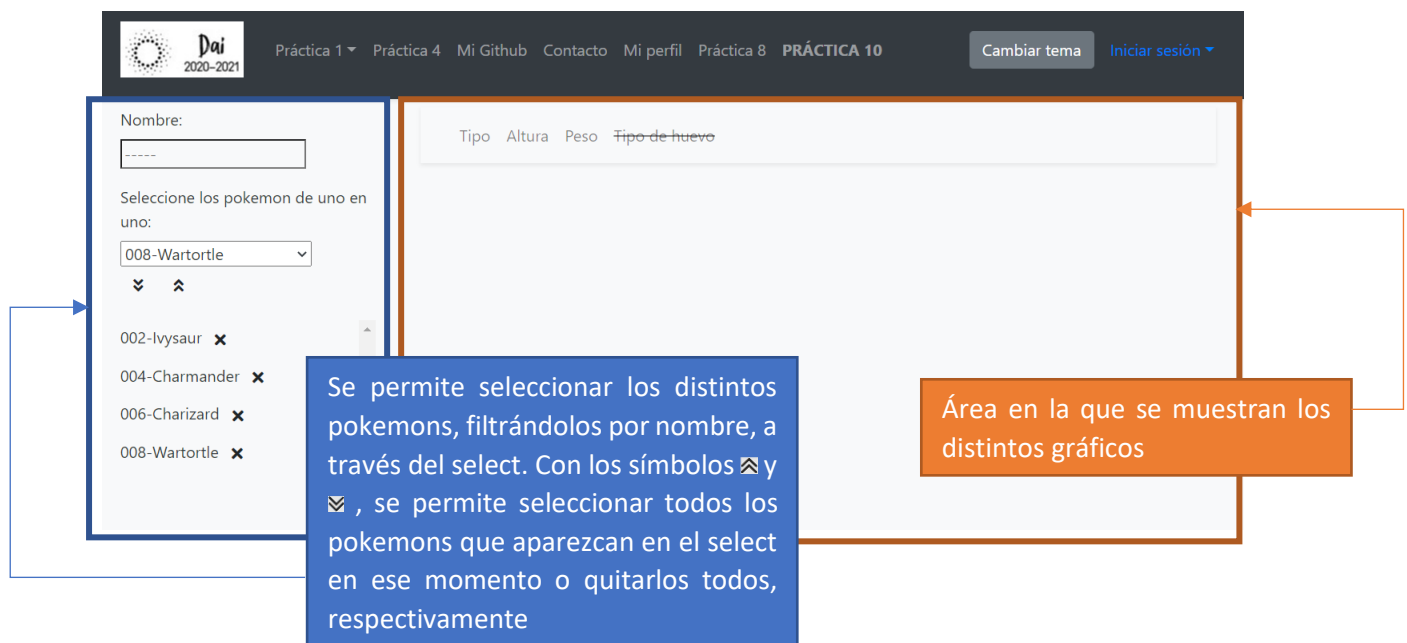 Dai
2020-2021
Práctica 1 Práctica 4 Mi Github Contacto Mi perfil Práctica 8 PRÁCTICA 10
Cambiar tema
Iniciar sesión
Nombre:
-----
Seleccione los pokemon de uno en
uno:
008-Wartortle
002-Ivysaur
004-Charmander
006-Charizard
008-Wartortle
Tipo Altura Peso Tipo de huevo
Se permite seleccionar los distintos
pokemons, filtrándolos por nombre, a
través del select. Con los símbolos y
, se permite seleccionar todos los
pokemons que aparezcan en el select
en ese momento o quitarlos todos,
respectivamente
Área en la que se muestran los
distintos gráficos